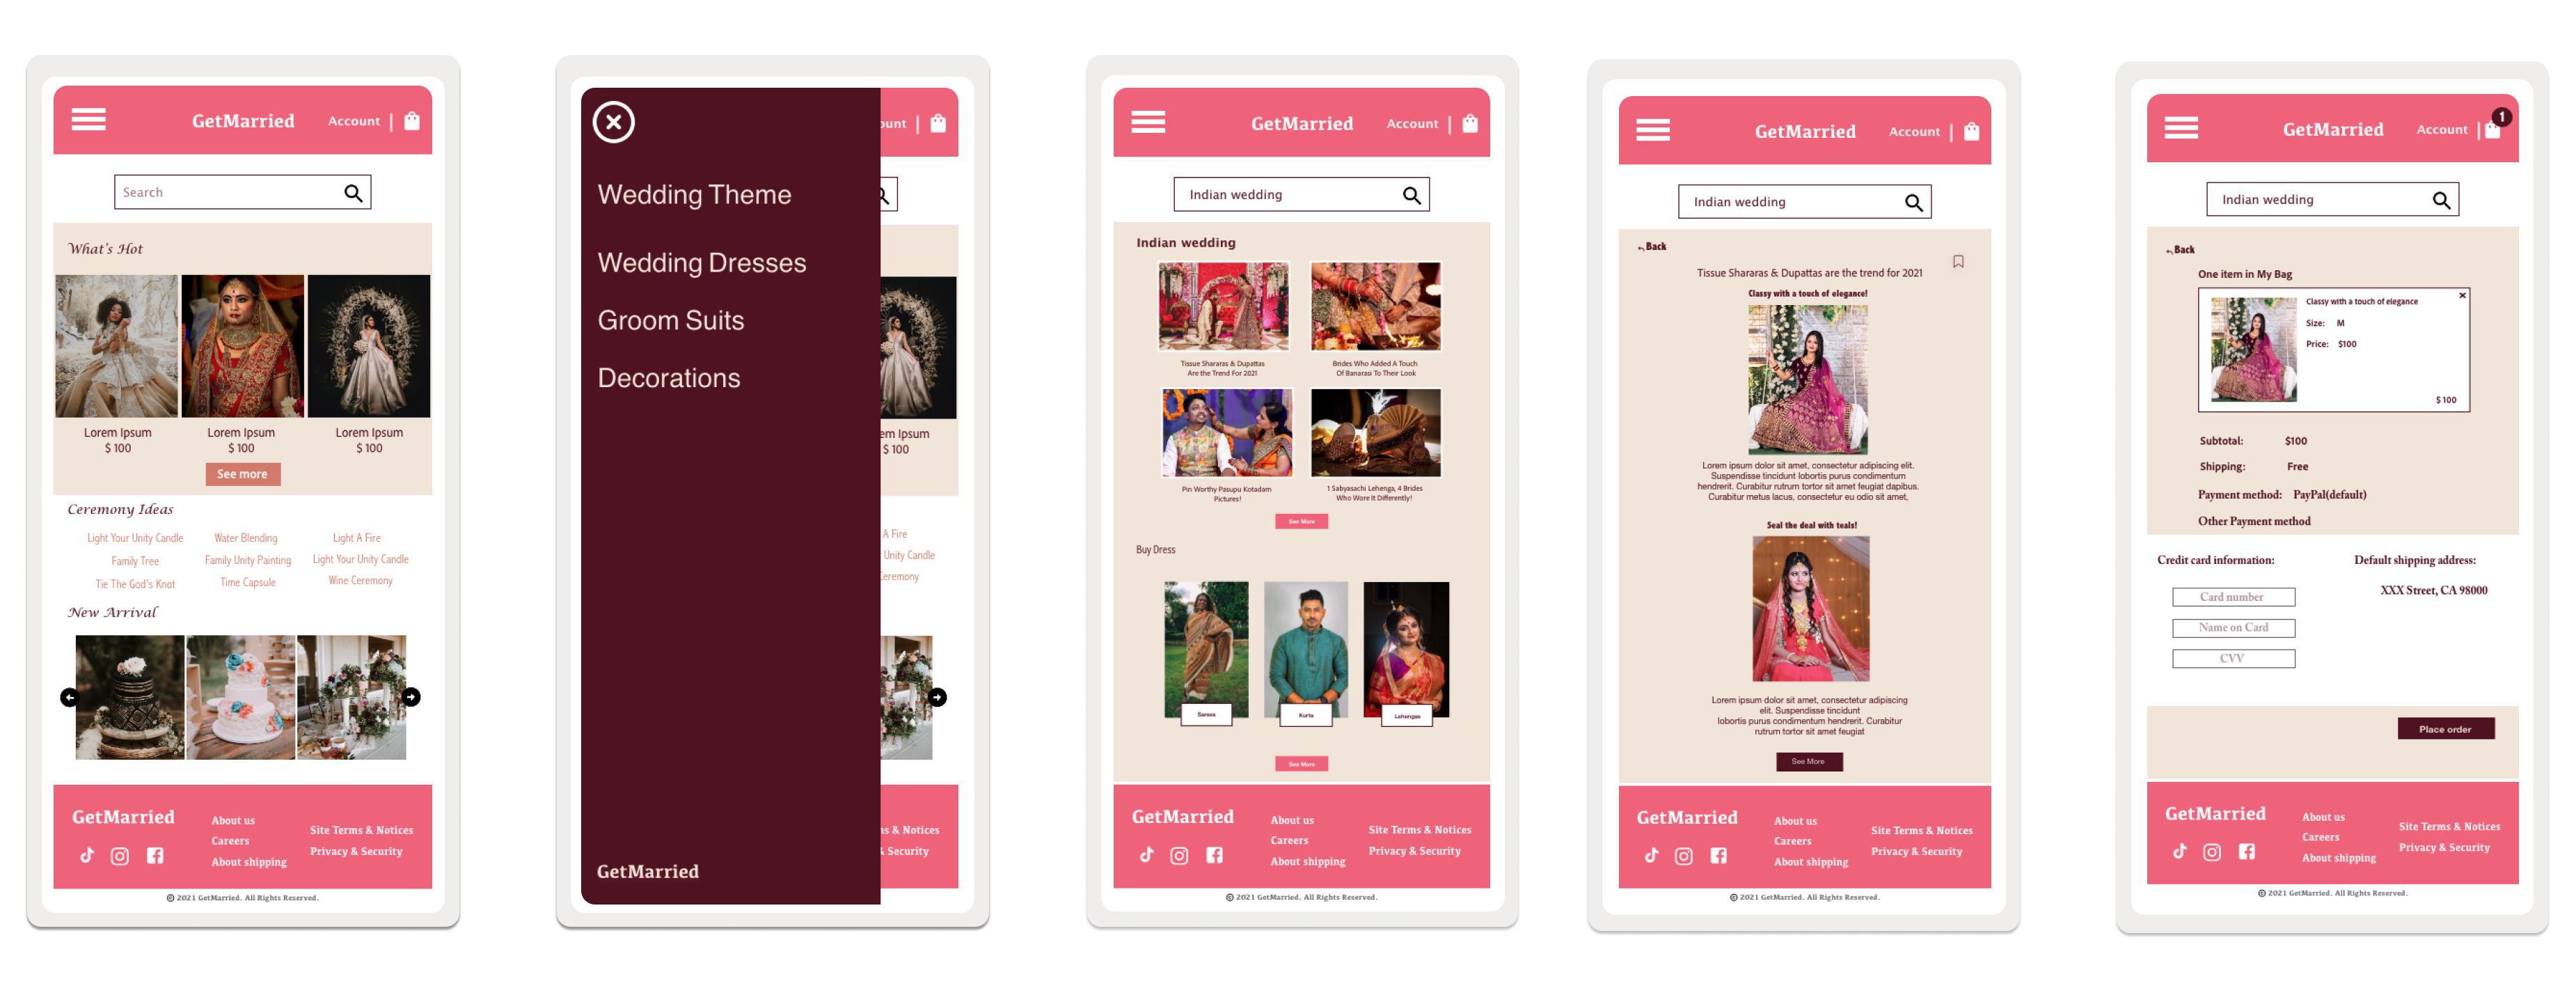 GetMarried
Account |
Search
What's Hot
Lorem Ipsum
$ 100
Lorem Ipsum
$ 100
Lorem Ipsum
$ 100
See more
Ceremony Ideas
Light Your Unity Candle
Water Blending
Light A Fire
Family Tree
Family Unity Painting
Light Your Unity Candle
Tie The God's Knot
Time Capsule
Wine Ceremony
New Arrival
GetMarried
About us
Careers
About shipping
Site Terms & Notices
Privacy & Security
© 2021 GetMarried. All Rights Reserved.
Wedding Theme
Wedding Dresses
Groom Suits
Decorations
GetMarried
ount |
em Ipsum
$ 100
A Fire
Unity Candle
Ceremony
ns & Notices
& Security
GetMarried
Account |
Indian wedding
Indian wedding
Tissue Shararas & Dupattas
Are the Trend For 2021
Brides Who Added A Touch
Of Banarasi To Their Look
Pin Worthy Pasupu Kotadam
Pictures!
1 Sabyasachi Lehenga, 4 Brides
Who Wore It Differently!
See More
Buy Dress
Sarees
Kurta
Lehengas
See More
GetMarried
About us
Careers
About shipping
Site Terms & Notices
Privacy & Security
© 2021 GetMarried. All Rights Reserved.
GetMarried
Account |
Indian wedding
Back
Tissue Shararas & Dupattas are the trend for 2021
Classy with a touch of elegance!
Lorem ipsum dolor sit amet, consectetur adipiscing elit.
Suspendisse tincidunt lobortis purus condimentum
hendrerit. Curabitur rutrum tortor sit amet feugiat dapibus.
Curabitur metus lacus, consectetur eu odio sit amet,
Seal the deal with teals!
Lorem ipsum dolor sit amet, consectetur adipiscing
elit. Suspendisse tincidunt
lobortis purus condimentum hendrerit. Curabitur
rutrum tortor sit amet feugiat
See More
GetMarried
About us
Careers
About shipping
Site Terms & Notices
Privacy & Security
© 2021 GetMarried. All Rights Reserved.
GetMarried
Account |
1
Indian wedding
Back
One item in My Bag
Classy with a touch of elegance
Size: M
Price: $100
$ 100
Subtotal: $100
Shipping: Free
Payment method: PayPal(default)
Other Payment method
Credit card information:
Card number
Name on Card
CVV
Default shipping address:
XXX Street, CA 98000
Place order
GetMarried
About us
Careers
About shipping
Site Terms & Notices
Privacy & Security
© 2021 GetMarried. All Rights Reserved.